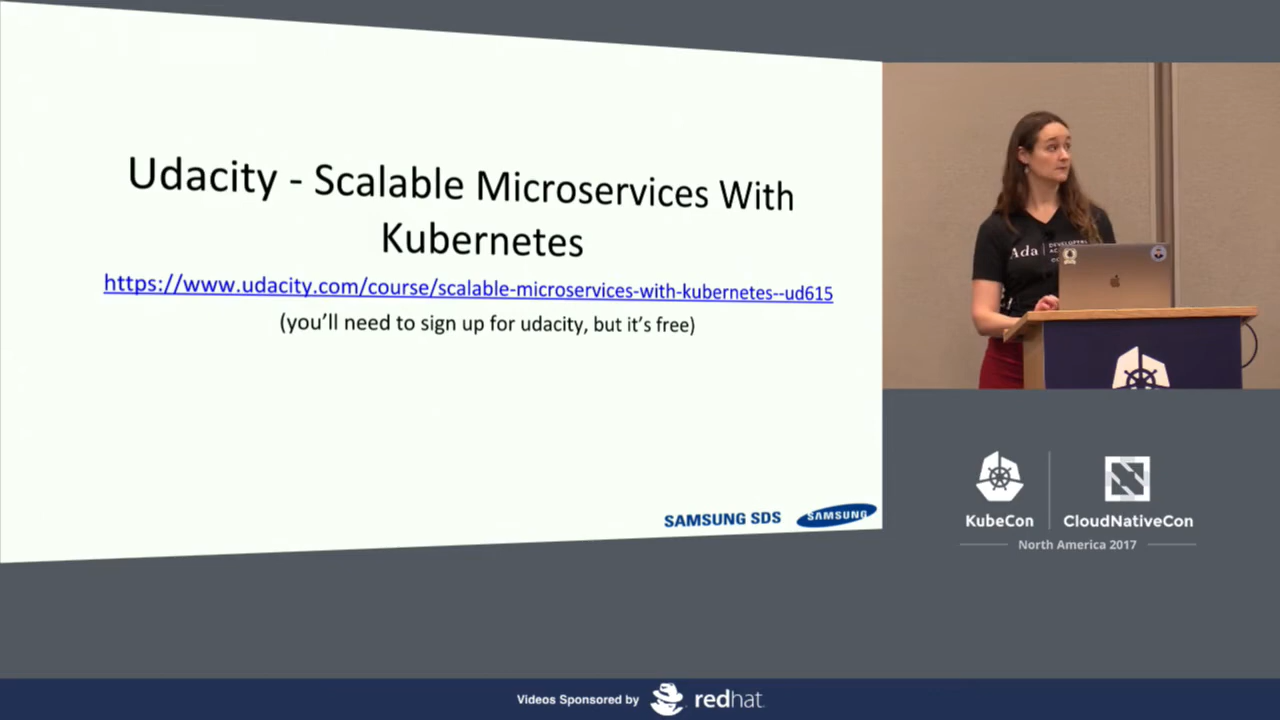 Udacity - Scalable Microservices With
Kubernetes
https://www.udacity.com/course/scalable-microservices-with-kubernetes--ud615
(you'll need to sign up for udacity, but it's free)
SAMSUNG SDS
SAMSUNG
Ada
DEVELOPERS
KubeCon
CloudNativeCon
North America 2017
Videos Sponsored by
redhat